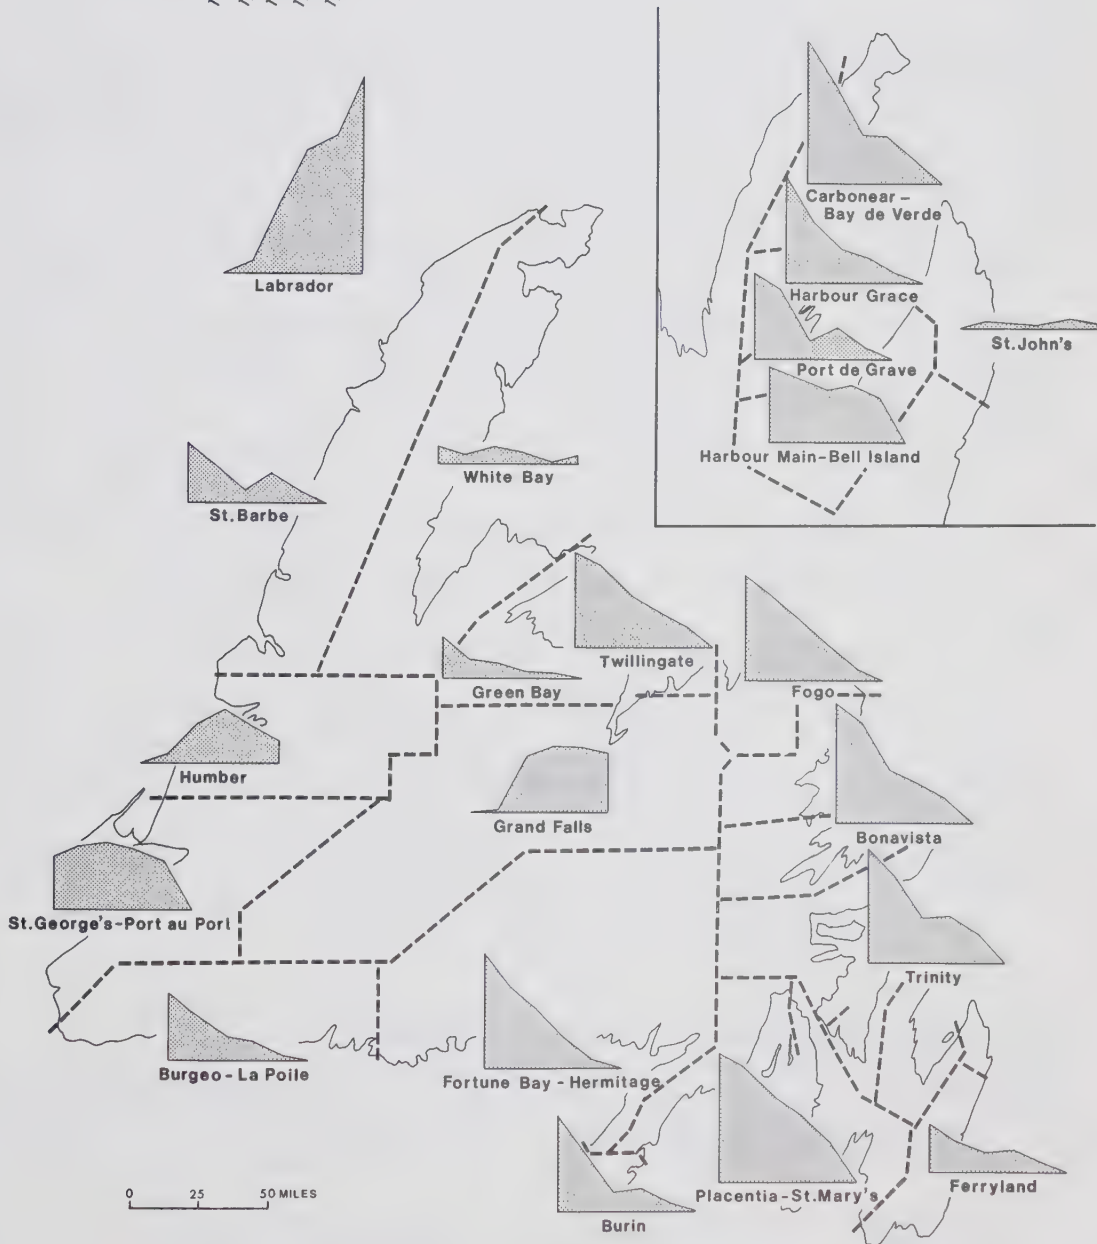 Labrador
Carbonear –
Bay de Verde
Harbour Grace
St.John's
Port de Grave
Harbour Main–Bell Island
White Bay
St.Barbe
Twillingate
Green Bay
Fogo
Humber
Grand Falls
Bonavista
St.George's–Port au Port
Trinity
Burgeo – La Poile
Fortune Bay – Hermitage
Placentia–St.Mary's
Ferryland
Burin
0 25 50 MILES